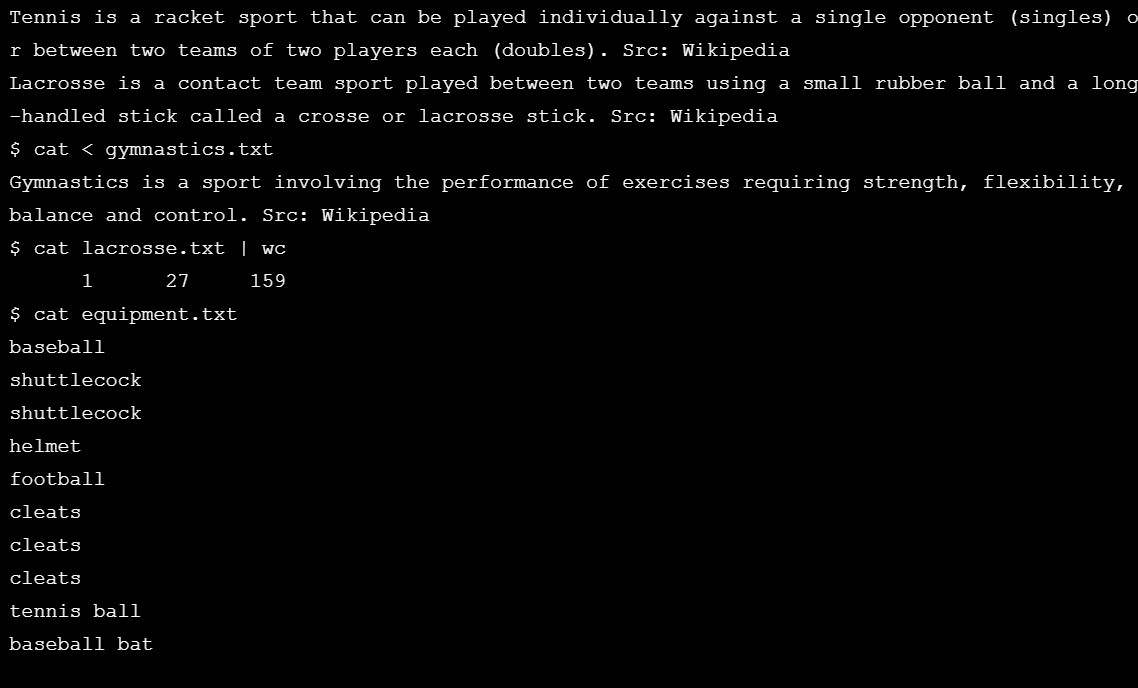 Tennis is a racket sport that can be played individually against a single opponent (singles) o
r between two teams of two players each (doubles). Src: Wikipedia
Lacrosse is a contact team sport played between two teams using a small rubber ball and a long
-handled stick called a crosse or lacrosse stick. Src: Wikipedia
$ cat < gymnastics.txt
Gymnastics is a sport involving the performance of exercises requiring strength, flexibility,
balance and control. Src: Wikipedia
$ cat lacrosse.txt | wc
      1      27     159
$ cat equipment.txt
baseball
shuttlecock
shuttlecock
helmet
football
cleats
cleats
cleats
tennis ball
baseball bat